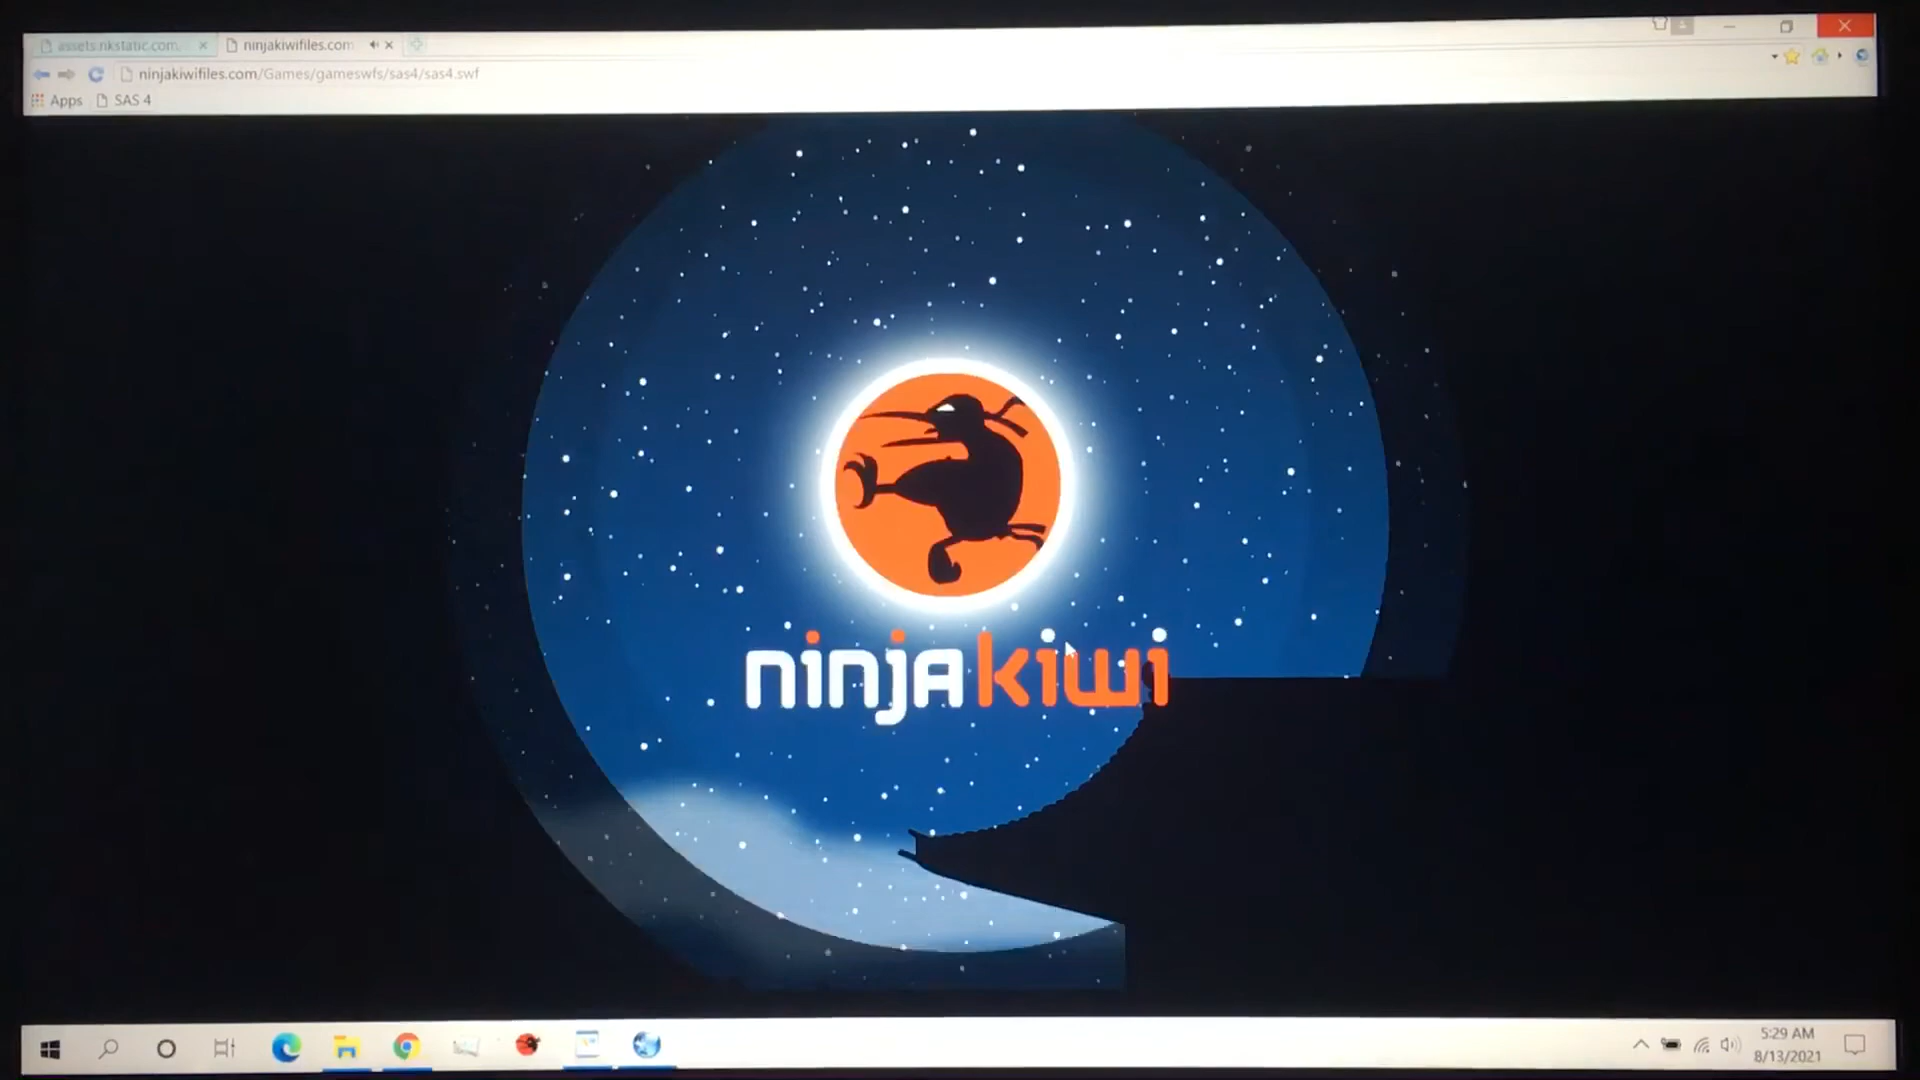 assets.nkstatic.com
ninjakiwifiles.com
ninjakiwifiles.com/Games/gameswfs/sas4/sas4.swf
Apps
SAS 4
ninjakiwi
5:29 AM
8/13/2021